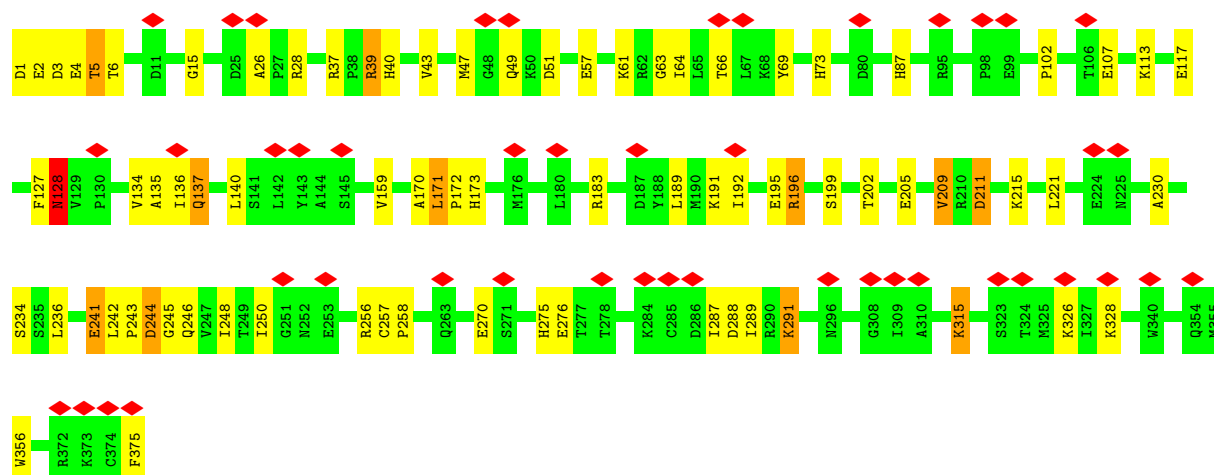 D1 E2 D3 E4 T5 T6 D11 G15 D25 A26 P27 R28 R37 P38 R39 H40 V43 M47 G48 Q49 K50 D51 E57 K61 R62 G63 I64 L65 T66 L67 K68 Y69 H73 D80 H87 R95 P98 E99 P102 T106 E107 K113 E117
F127 N128 V129 P130 V134 A135 I136 Q137 L140 S141 L142 Y143 A144 S145 V159 A170 L171 P172 H173 M176 L180 R183 D187 Y188 L189 M190 K191 I192 E195 R196 S199 T202 E205 V209 R210 D211 K215 L221 E224 N225 A230
S234 S235 L236 E241 L242 P243 D244 G245 Q246 V247 I248 T249 I250 G251 N252 E253 R256 C257 P258 Q263 E270 S271 H275 E276 T277 T278 K284 C285 D286 I287 D288 I289 R290 K291 N296 G308 I309 A310 K315 S323 T324 M325 K326 I327 K328 W340 Q354 M355
W356 R372 K373 C374 F375